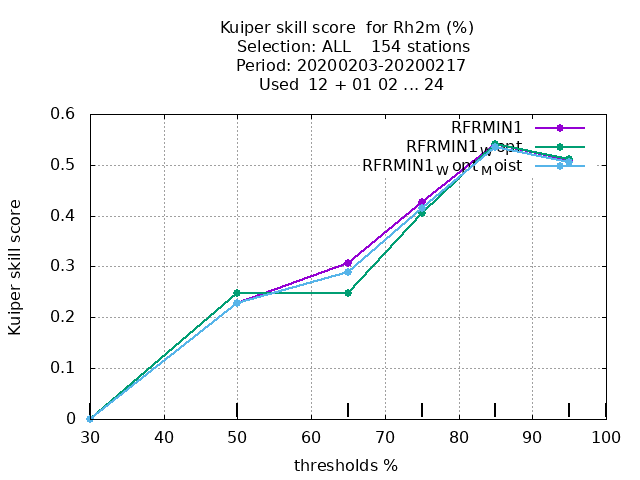 Kuiper skill score  for Rh2m (%)
Selection: ALL    154 stations
Period: 20200203-20200217
Used  12 + 01 02 ... 24
RFRMIN1
RFRMIN1Wopt
RFRMIN1WoptMoist
0.6
0.5
0.4
0.3
0.2
0.1
0
Kuiper skill score
30 40 50 60 70 80 90 100
thresholds %